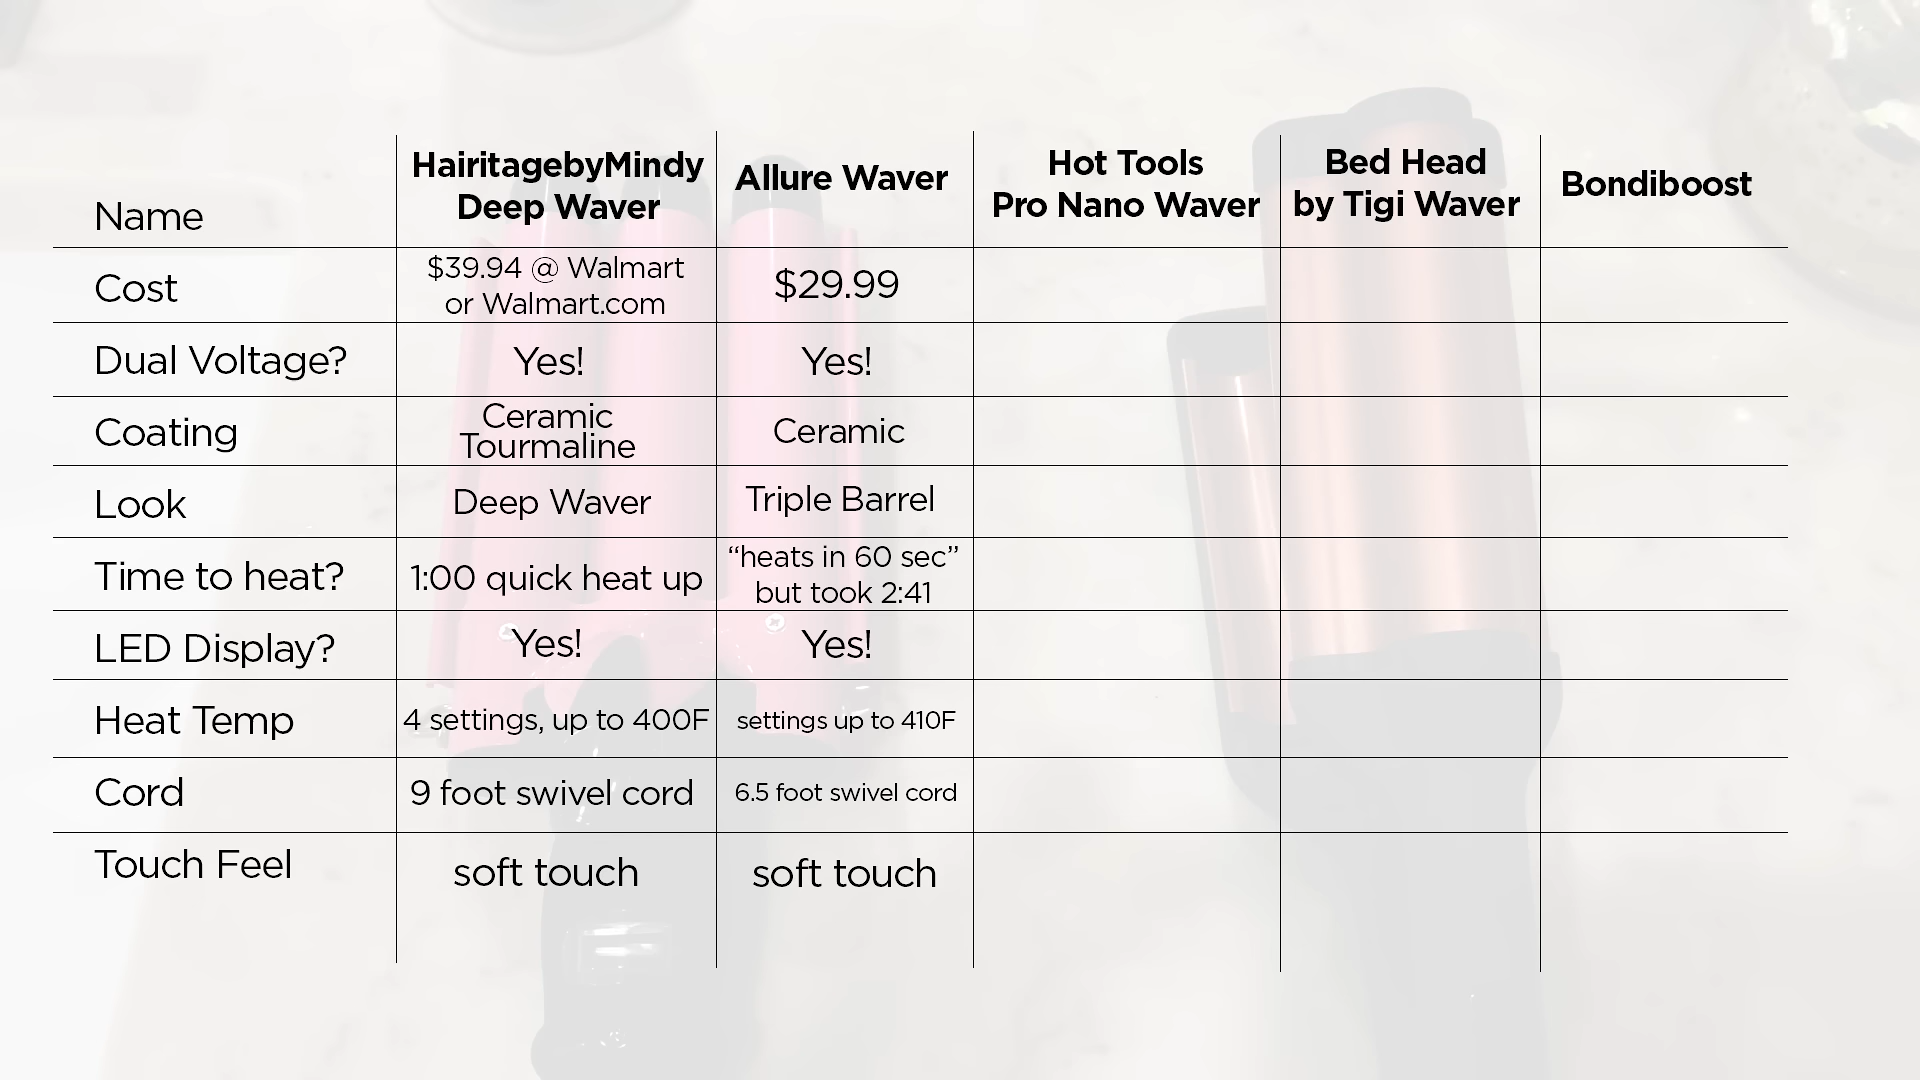 Name
HairitagebyMindy
Deep Waver
Allure Waver
Hot Tools
Pro Nano Waver
Bed Head
by Tigi Waver
Bondiboost
Cost
$39.94 @ Walmart
or Walmart.com
$29.99
Dual Voltage?
Yes!
Yes!
Coating
Ceramic
Tourmaline
Ceramic
Look
Deep Waver
Triple Barrel
Time to heat?
1:00 quick heat up
“heats in 60 sec”
but took 2:41
LED Display?
Yes!
Yes!
Heat Temp
4 settings, up to 400F
settings up to 410F
Cord
9 foot swivel cord
6.5 foot swivel cord
Touch Feel
soft touch
soft touch